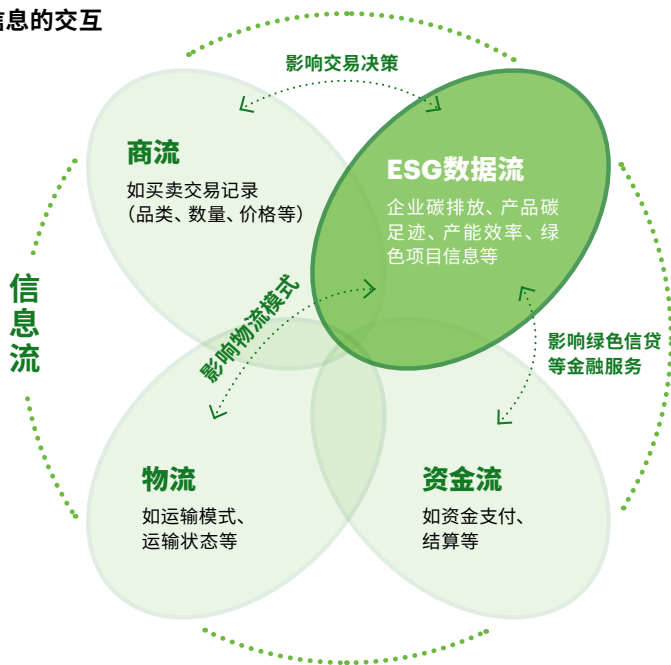 信息的交互
影响交易决策
商流
如买卖交易记录
（品类、数量、价格等）
ESG数据流
企业碳排放、产品碳
足迹、产能效率、绿
色项目信息等
信息流
影响物流模式
影响绿色信贷
等金融服务
物流
如运输模式、
运输状态等
资金流
如资金支付、
结算等